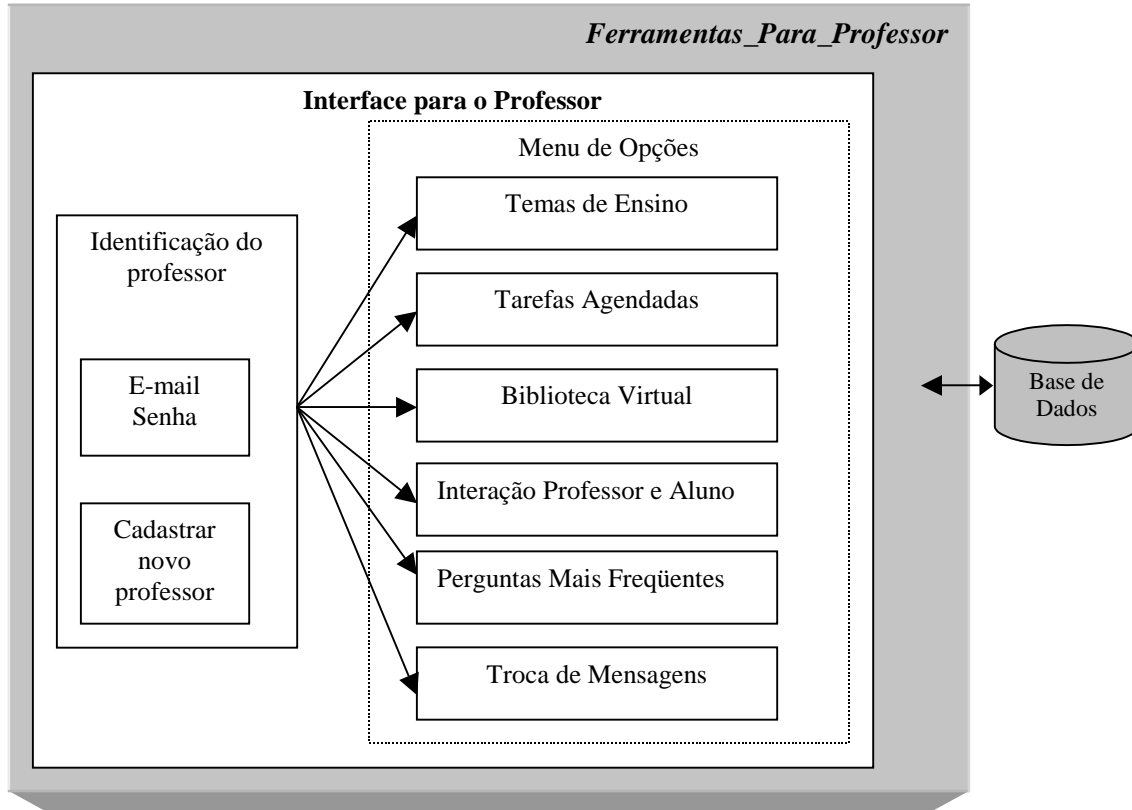 Ferramentas_Para_Professor
Interface para o Professor
Identificação do
professor
E-mail
Senha
Cadastrar
novo
professor
Menu de Opções
Temas de Ensino
Tarefas Agendadas
Biblioteca Virtual
Interação Professor e Aluno
Perguntas Mais Freqüentes
Troca de Mensagens
Base de
Dados